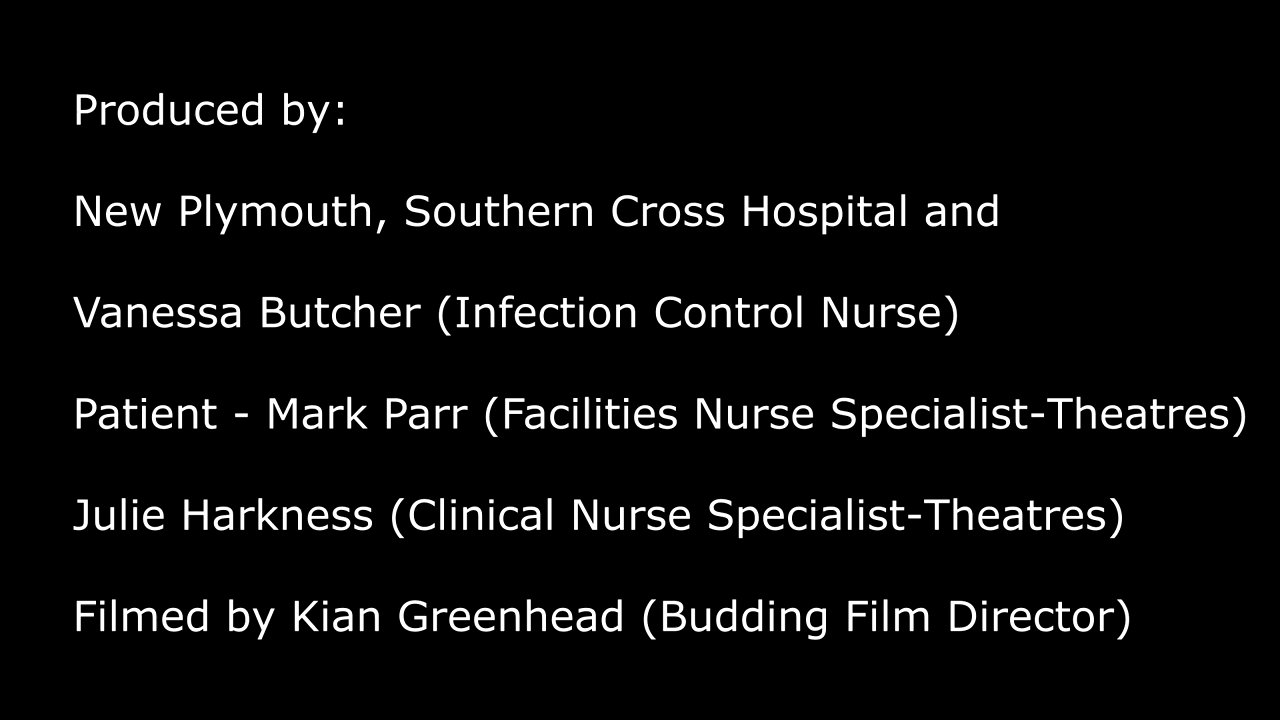 Produced by:
New Plymouth, Southern Cross Hospital and
Vanessa Butcher (Infection Control Nurse)
Patient - Mark Parr (Facilities Nurse Specialist-Theatres)
Julie Harkness (Clinical Nurse Specialist-Theatres)
Filmed by Kian Greenhead (Budding Film Director)